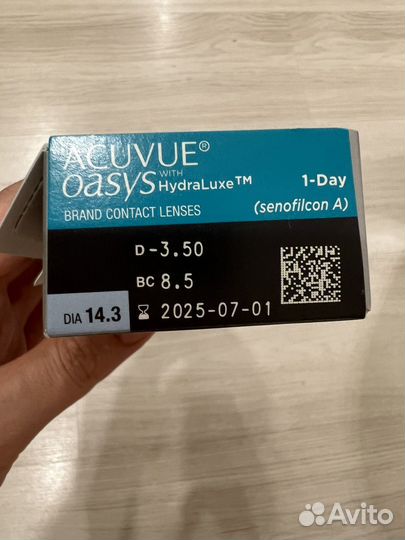 ACUVUE®
oasys WITH HydraLuxe™ 1-Day
BRAND CONTACT LENSES (senofilcon A)
D-3.50
BC 8.5
DIA 14.3 2025-07-01
Avito